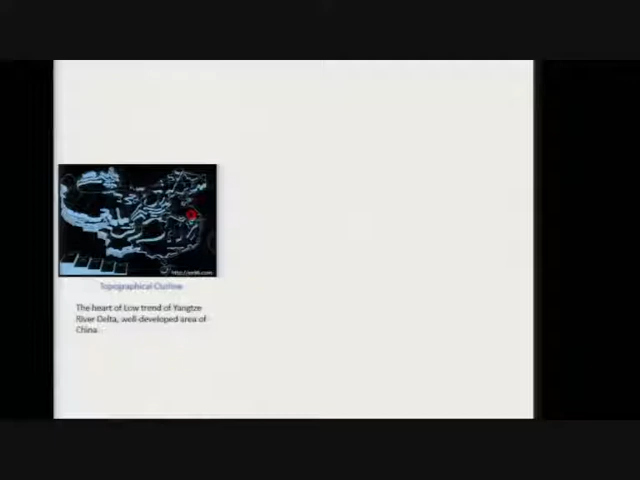 Topographical Outline
The heart of Low trend of Yangtze
River Delta, well-developed area of
China.